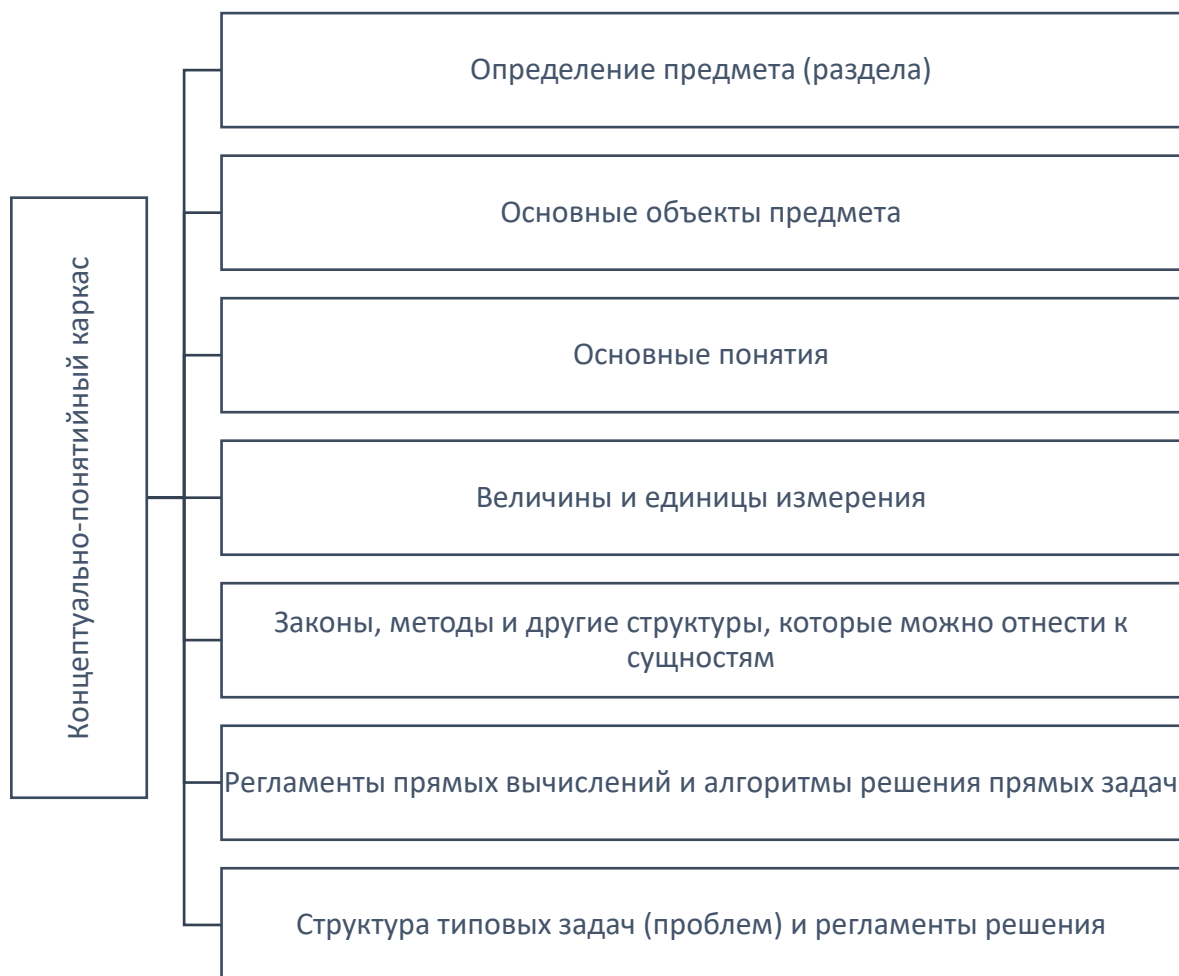 Концептуально-понятийный каркас
Определение предмета (раздела)
Основные объекты предмета
Основные понятия
Величины и единицы измерения
Законы, методы и другие структуры, которые можно отнести к
сущностям
Регламенты прямых вычислений и алгоритмы решения прямых задач
Структура типовых задач (проблем) и регламенты решения